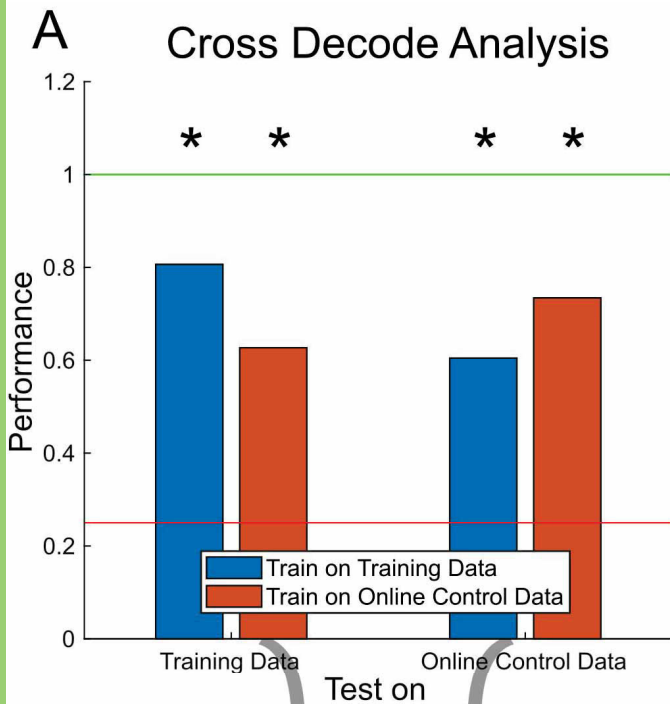 A
Cross Decode Analysis
1.2
* * * *
1
0.8
0.6
0.4
0.2
0
Performance
Train on Training Data
Train on Online Control Data
Training Data
Online Control Data
Test on